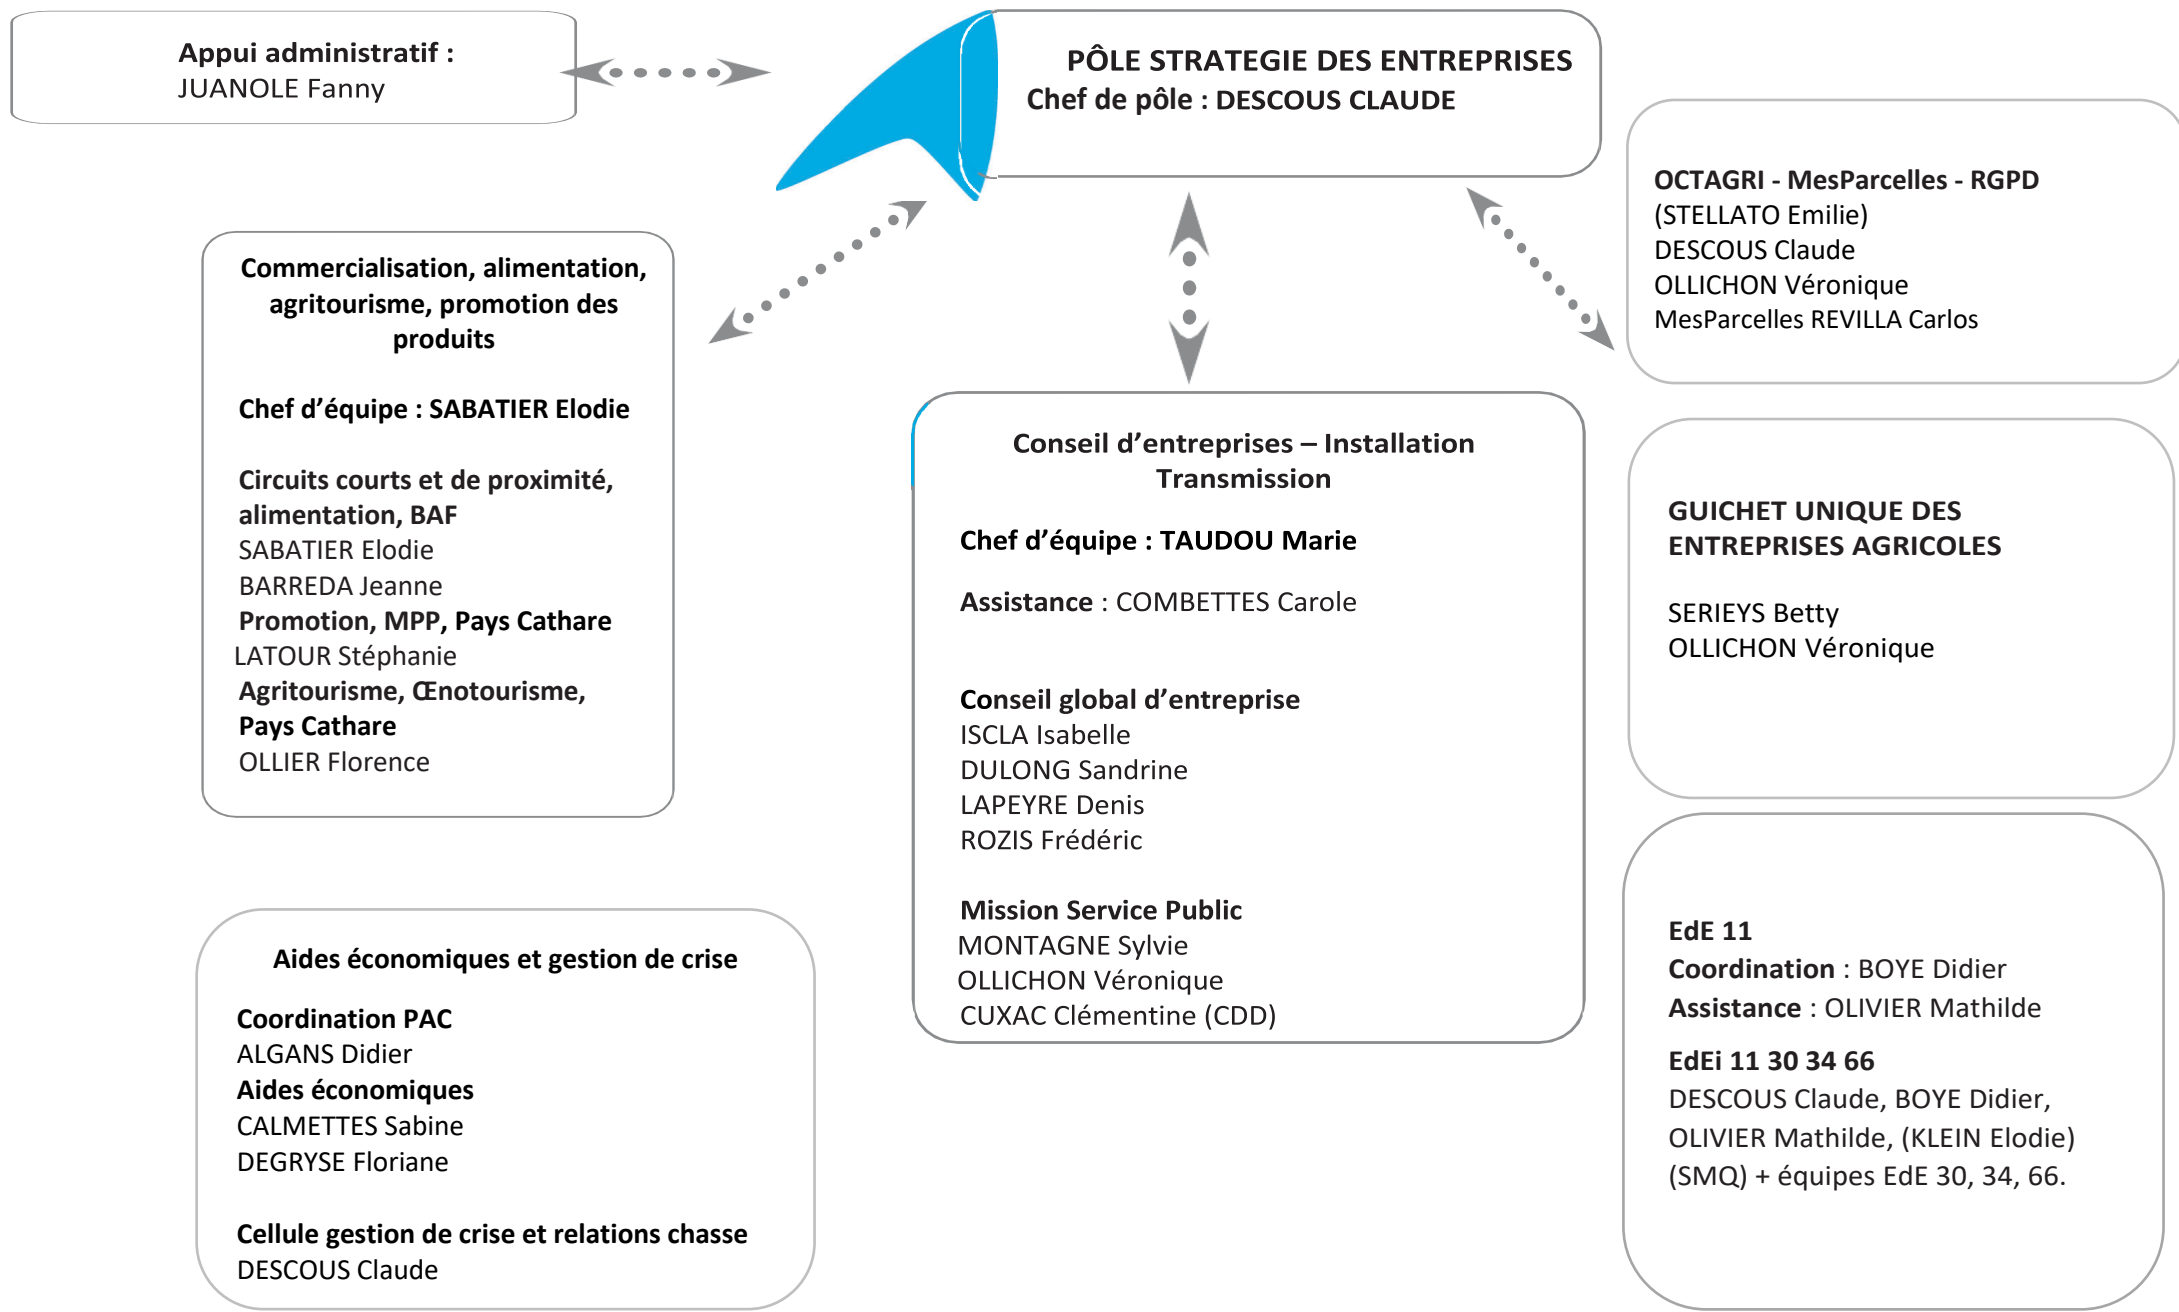 Appui administratif :
JUANOLE Fanny
PÔLE STRATEGIE DES ENTREPRISES
Chef de pôle : DESCOUS CLAUDE
Commercialisation, alimentation,
agritourisme, promotion des
produits
Chef d’équipe : SABATIER Elodie
Circuits courts et de proximité,
alimentation, BAF
SABATIER Elodie
BARREDA Jeanne
Promotion, MPP, Pays Cathare
LATOUR Stéphanie
Agritourisme, Œnotourisme,
Pays Cathare
OLLIER Florence
Aides économiques et gestion de crise
Coordination PAC
ALGANS Didier
Aides économiques
CALMETTES Sabine
DEGRYSE Floriane
Cellule gestion de crise et relations chasse
DESCOUS Claude
Conseil d’entreprises – Installation
Transmission
Chef d’équipe : TAUDOU Marie
Assistance : COMBETTES Carole
Conseil global d’entreprise
ISCLA Isabelle
DULONG Sandrine
LAPEYRE Denis
ROZIS Frédéric
Mission Service Public
MONTAGNE Sylvie
OLLICHON Véronique
CUXAC Clémentine (CDD)
OCTAGRI - MesParcelles - RGPD
(STELLATO Emilie)
DESCOUS Claude
OLLICHON Véronique
MesParcelles REVILLA Carlos
GUICHET UNIQUE DES
ENTREPRISES AGRICOLES
SERIEYS Betty
OLLICHON Véronique
EdE 11
Coordination : BOYE Didier
Assistance : OLIVIER Mathilde
EdEi 11 30 34 66
DESCOUS Claude, BOYE Didier,
OLIVIER Mathilde, (KLEIN Elodie)
(SMQ) + équipes EdE 30, 34, 66.